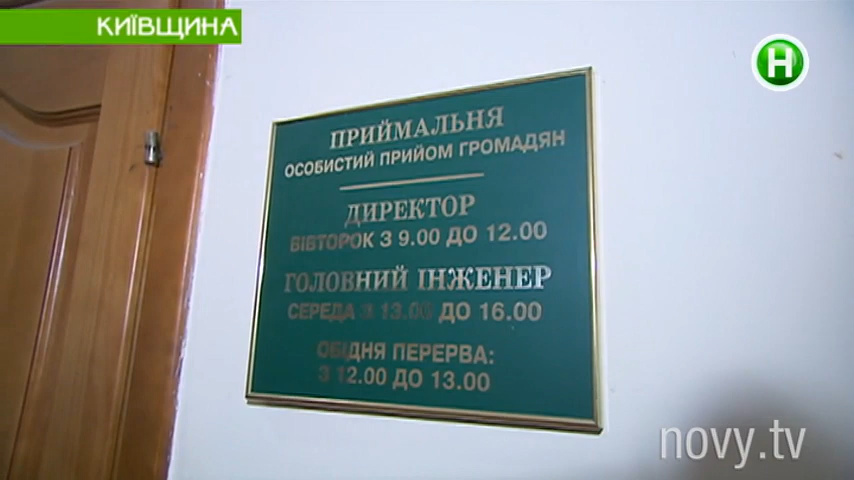 КИЇВЩИНА
Н
ПРИЙМАЛЬНЯ
ОСОБИСТИЙ ПРИЙОМ ГРОМАДЯН
ДИРЕКТОР
ВІВТОРОК З 9.00 ДО 12.00
ГОЛОВНИЙ ІНЖЕНЕР
СЕРЕДА З 13.00 ДО 16.00
ОБІДНЯ ПЕРЕРВА:
З 12.00 ДО 13.00
novy.tv